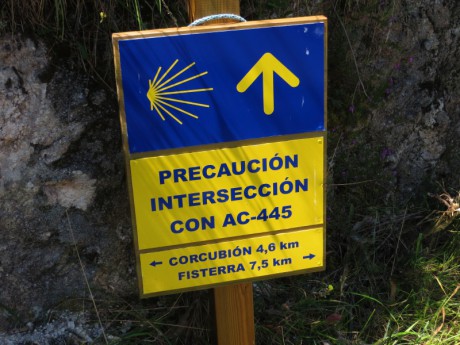 PRECAUCIÓN
INTERSECCIÓN
CON AC-445
← CORCUBIÓN 4,6 km
FISTERRA 7,5 km →